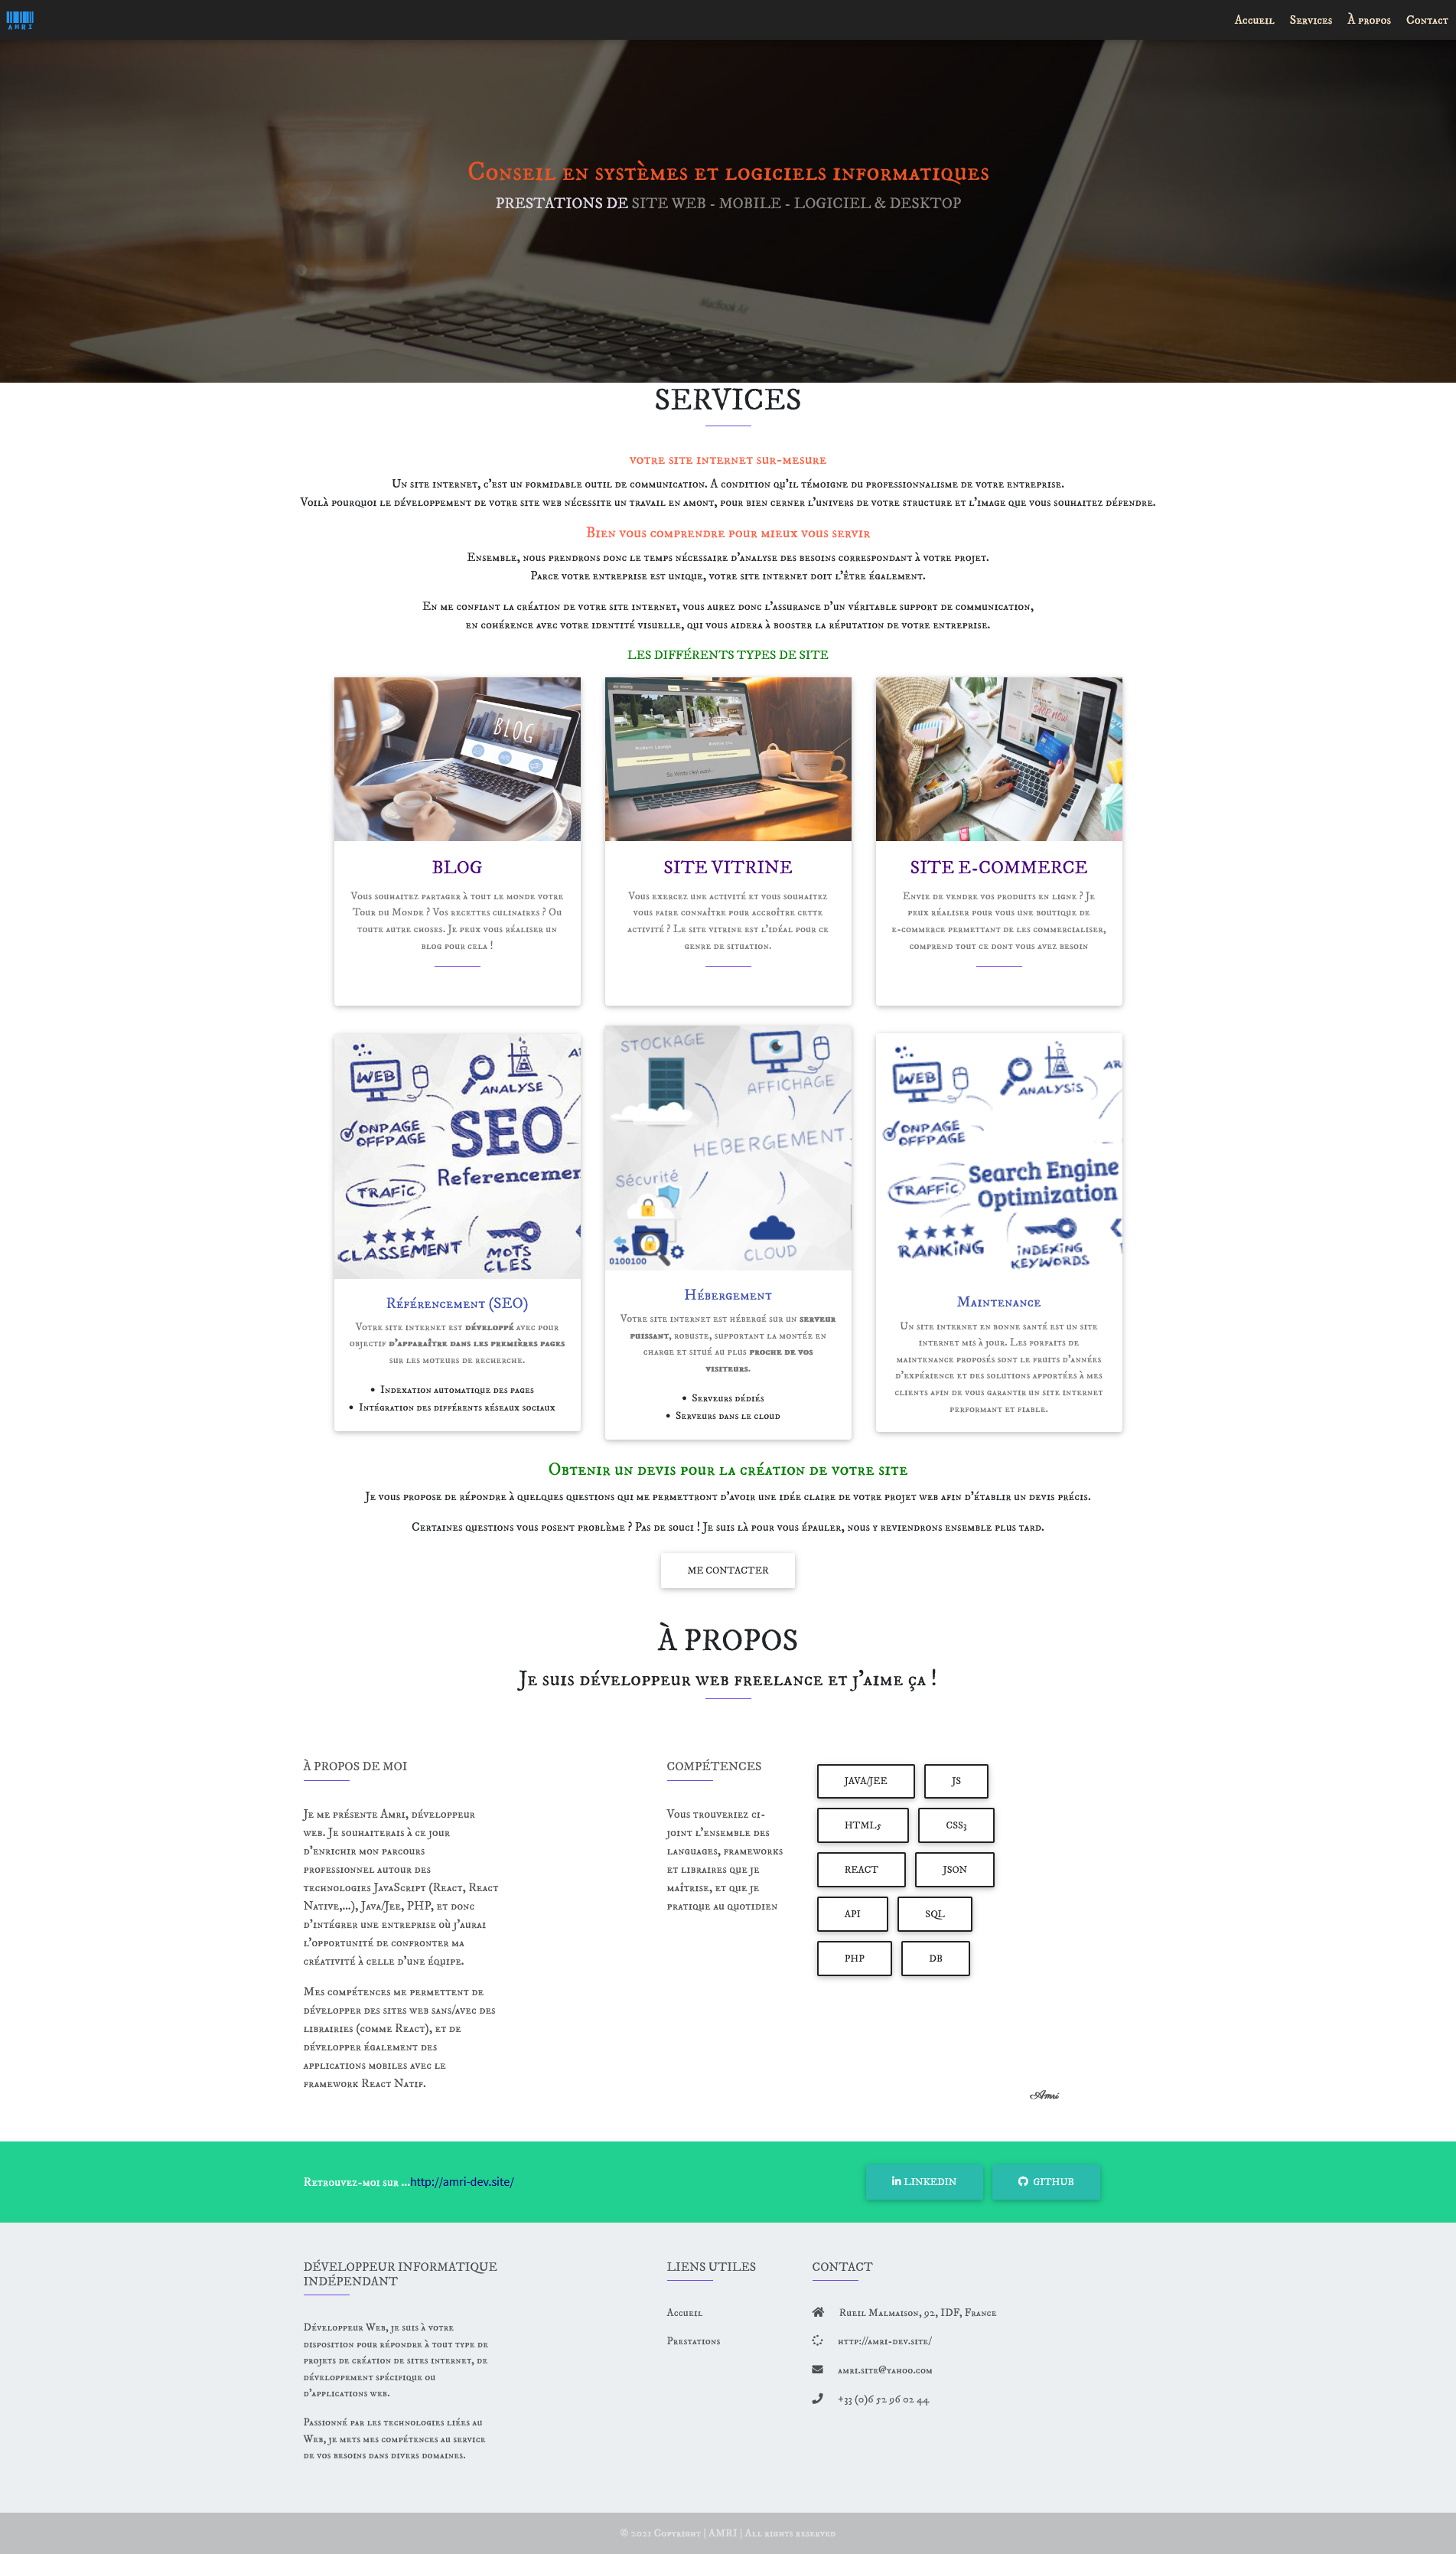 AMRI
Accueil Services À propos Contact
Conseil en systèmes et logiciels informatiques
PRESTATIONS DE SITE WEB - MOBILE - LOGICIEL & DESKTOP
MacBook Air
SERVICES
votre site internet sur-mesure
Un site internet, c'est un formidable outil de communication. A condition qu'il témoigne du professionnalisme de votre entreprise.
Voilà pourquoi le développement de votre site web nécessite un travail en amont, pour bien cerner l'univers de votre structure et l'image que vous souhaitez défendre.
Bien vous comprendre pour mieux vous servir
Ensemble, nous prendrons donc le temps nécessaire d'analyse des besoins correspondant à votre projet.
Parce votre entreprise est unique, votre site internet doit l'être également.
En me confiant la création de votre site internet, vous aurez donc l'assurance d'un véritable support de communication,
en cohérence avec votre identité visuelle, qui vous aidera à booster la réputation de votre entreprise.
LES DIFFÉRENTS TYPES DE SITE
BLOG
BLOG
Vous souhaitez partager à tout le monde votre
Tour du Monde ? Vos recettes culinaires ? Ou
toute autre choses. Je peux vous réaliser un
blog pour cela !
SITE VITRINE
Vous exercez une activité et vous souhaitez
vous faire connaître pour accroître cette
activité ? Le site vitrine est l'idéal pour ce
genre de situation.
SITE E-COMMERCE
Envie de vendre vos produits en ligne ? Je
peux réaliser pour vous une boutique de
e-commerce permettant de les commercialiser,
comprend tout ce dont vous avez besoin
WEB
ANALYSE
ONPAGE
OFFPAGE
SEO
Referencemen
TRAFIC
CLASSEMENT
MOTS
CLES
Référencement (SEO)
Votre site internet est développé avec pour
objectif d'apparaître dans les premières pages
sur les moteurs de recherche.
• Indexation automatique des pages
• Intégration des différents réseaux sociaux
STOCKAGE
AFFICHAGE
HEBERGEMENT
Sécurité
CLOUD
0100100
Hébergement
Votre site internet est hébergé sur un serveur
puissant, robuste, supportant la montée en
charge et situé au plus proche de vos
visiteurs.
• Serveurs dédiés
• Serveurs dans le cloud
WEB
ANALYSIS
ONPAGE
OFFPAGE
Search Engine
Optimization
TRAFFIC
RANKING
INDEXING
KEYWORDS
Maintenance
Un site internet en bonne santé est un site
internet mis à jour. Les forfaits de
maintenance proposés sont le fruits d'années
d'expérience et des solutions apportées à mes
clients afin de vous garantir un site internet
performant et fiable.
Obtenir un devis pour la création de votre site
Je vous propose de répondre à quelques questions qui me permettront d'avoir une idée claire de votre projet web afin d'établir un devis précis.
Certaines questions vous posent problème ? Pas de souci ! Je suis là pour vous épauler, nous y reviendrons ensemble plus tard.
ME CONTACTER
À PROPOS
Je suis développeur web freelance et j'aime ça !
À PROPOS DE MOI
Je me présente Amri, développeur
web. Je souhaiterais à ce jour
d'enrichir mon parcours
professionnel autour des
technologies JavaScript (React, React
Native,...), Java/Jee, PHP, et donc
d'intégrer une entreprise où j'aurai
l'opportunité de confronter ma
créativité à celle d'une équipe.
Mes compétences me permettent de
développer des sites web sans/avec des
librairies (comme React), et de
développer également des
applications mobiles avec le
framework React Natif.
COMPÉTENCES
Vous trouveriez ci-
joint l'ensemble des
languages, frameworks
et libraires que je
maîtrise, et que je
pratique au quotidien
JAVA/JEE JS
HTML5 CSS3
REACT JSON
API SQL
PHP DB
Amri
Retrouvez-moi sur ...http://amri-dev.site/
LINKEDIN GITHUB
DÉVELOPPEUR INFORMATIQUE
INDÉPENDANT
Développeur Web, je suis à votre
disposition pour répondre à tout type de
projets de création de sites internet, de
développement spécifique ou
d'applications web.
Passionné par les technologies liées au
Web, je mets mes compétences au service
de vos besoins dans divers domaines.
LIENS UTILES
Accueil
Prestations
CONTACT
Rueil Malmaison, 92, IDF, France
http://amri-dev.site/
amri.site@yahoo.com
+33 (0)6 52 96 02 44
© 2021 Copyright | AMRI | All rights reserved